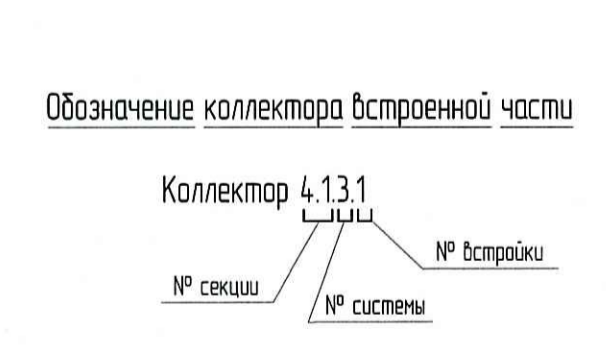 Обозначение коллектора встроенной части
Коллектор 4.1.3.1
№ встройки
№ секции
№ системы